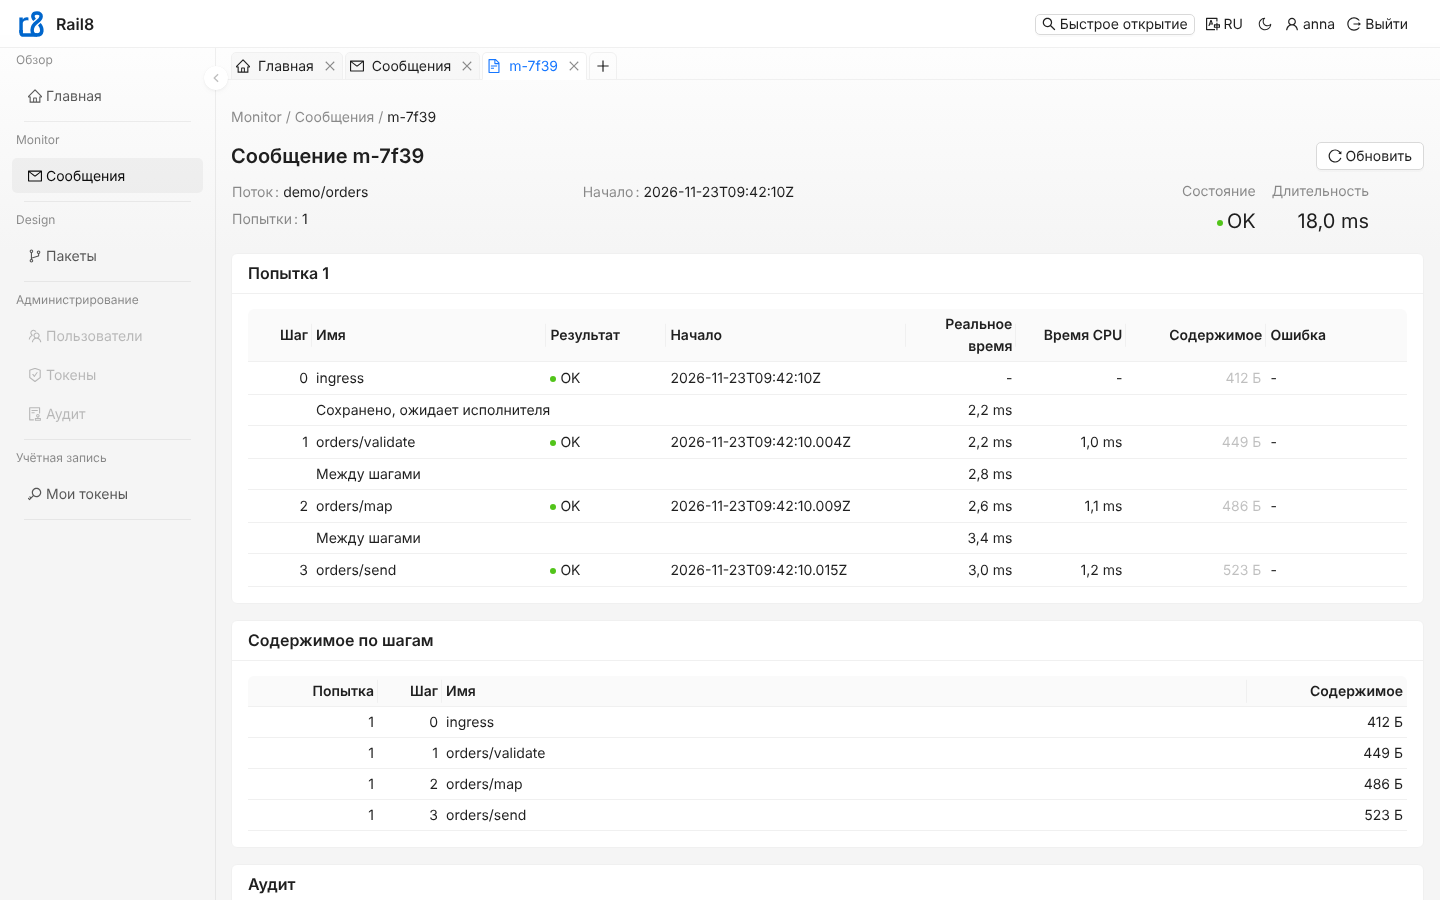 Rail8
Быстрое открытие
RU
anna
Выйти
Обзор
Главная
Monitor
Сообщения
Design
Пакеты
Администрирование
Пользователи
Токены
Аудит
Учётная запись
Мои токены
Главная
Сообщения
m-7f39
Monitor / Сообщения / m-7f39
Сообщение m-7f39
Обновить
Поток: demo/orders
Начало: 2026-11-23T09:42:10Z
Попытки: 1
Состояние
OK
Длительность
18,0 ms
Попытка 1
Шаг Имя Результат Начало Реальное время Время CPU Содержимое Ошибка
0 ingress OK 2026-11-23T09:42:10Z - - 412 Б -
Сохранено, ожидает исполнителя 2,2 ms
1 orders/validate OK 2026-11-23T09:42:10.004Z 2,2 ms 1,0 ms 449 Б -
Между шагами 2,8 ms
2 orders/map OK 2026-11-23T09:42:10.009Z 2,6 ms 1,1 ms 486 Б -
Между шагами 3,4 ms
3 orders/send OK 2026-11-23T09:42:10.015Z 3,0 ms 1,2 ms 523 Б -
Содержимое по шагам
Попытка Шаг Имя Содержимое
1 0 ingress 412 Б
1 1 orders/validate 449 Б
1 2 orders/map 486 Б
1 3 orders/send 523 Б
Аудит